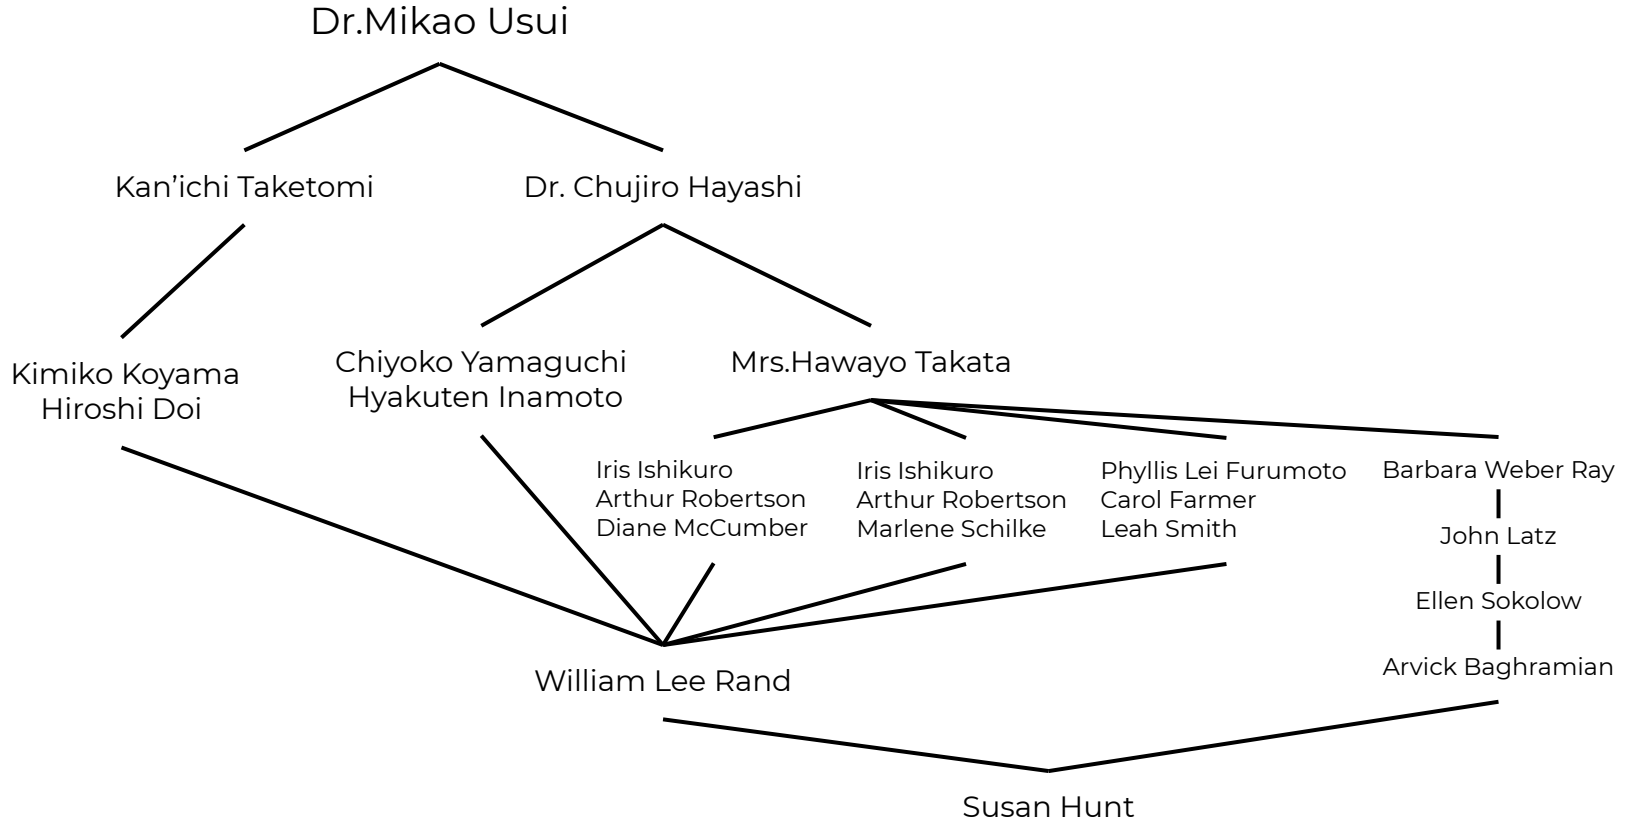 Dr.Mikao Usui
Kan’ichi Taketomi
Dr. Chujiro Hayashi
Kimiko Koyama
Hiroshi Doi
Chiyoko Yamaguchi
Hyakuten Inamoto
Mrs.Hawayo Takata
Iris Ishikuro
Arthur Robertson
Diane McCumber
Iris Ishikuro
Arthur Robertson
Marlene Schilke
Phyllis Lei Furumoto
Carol Farmer
Leah Smith
Barbara Weber Ray
John Latz
Ellen Sokolow
Arvick Baghramian
William Lee Rand
Susan Hunt